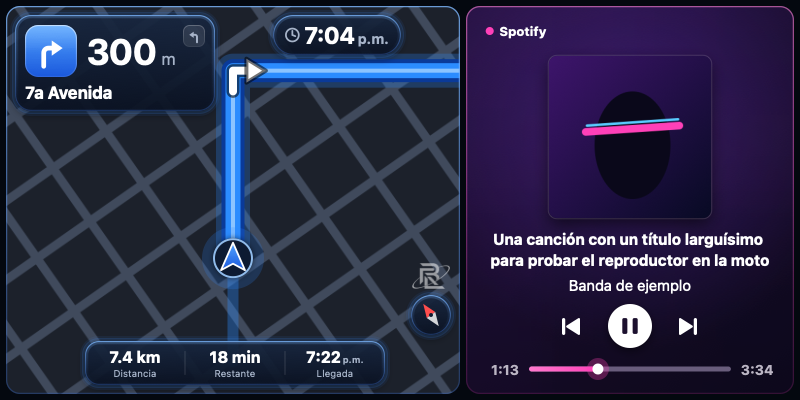 300 m
7a Avenida
7:04 p.m.
7.4 km
Distancia
18 min
Restante
7:22 p.m.
Llegada
Spotify
Una canción con un título larguísimo
para probar el reproductor en la moto
Banda de ejemplo
1:13
3:34